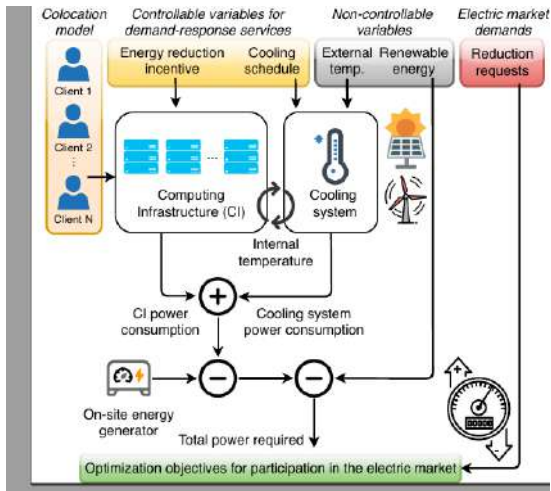 Colocation
model
Controllable variables for
demand-response services
Non-controllable
variables
Electric market
demands
Energy reduction
incentive
Cooling
schedule
External
temp.
Renewable
energy
Reduction
requests
Client 1
Client 2
Client N
Computing
Infrastructure (CI)
Cooling
system
Internal
temperature
CI power
consumption
Cooling system
power consumption
On-site energy
generator
Total power required
Optimization objectives for participation in the electric market